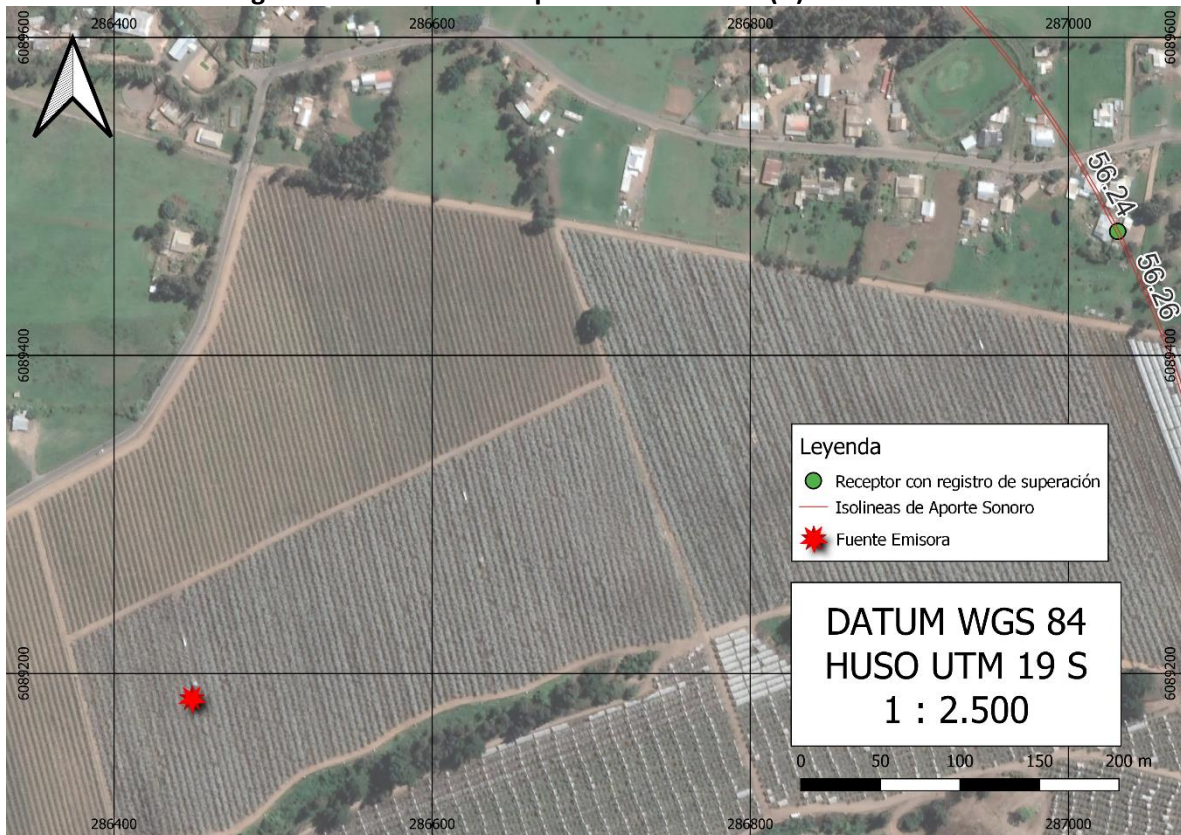 286400 286600 286800 287000
6089600 6089600
56.24
56.26
6089400 6089400
Leyenda
Receptor con registro de superación
Isolineas de Aporte Sonoro
Fuente Emisora
DATUM WGS 84
HUSO UTM 19 S
1 : 2.500
6089200 6089200
0 50 100 150 200 m
286400 286600 286800 287000